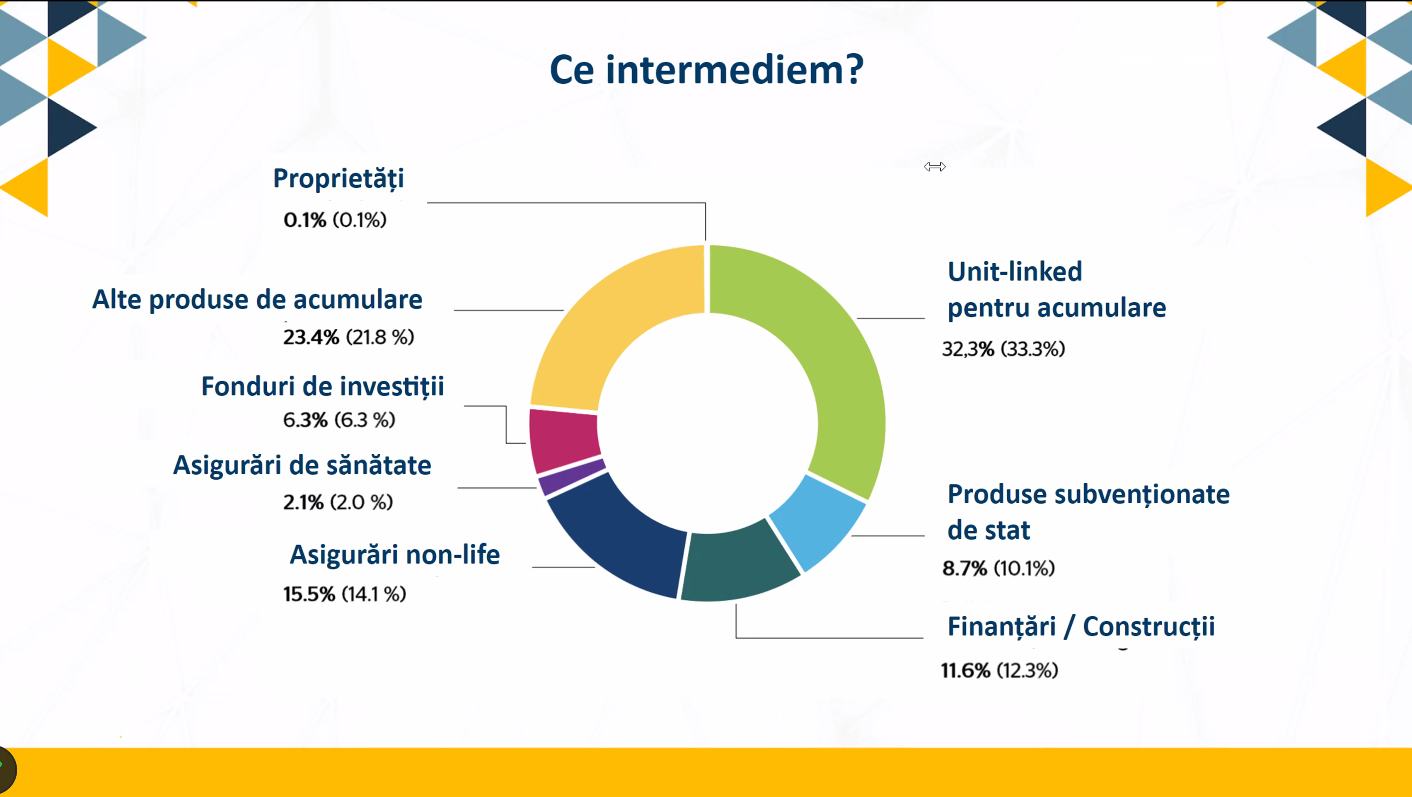 Ce intermediem?
Proprietăți
0.1% (0.1%)
Alte produse de acumulare
23.4% (21.8 %)
Fonduri de investiții
6.3% (6.3 %)
Asigurări de sănătate
2.1% (2.0 %)
Asigurări non-life
15.5% (14.1 %)
Unit-linked
pentru acumulare
32,3% (33.3%)
Produse subvenționate
de stat
8.7% (10.1%)
Finanțări / Construcții
11.6% (12.3%)